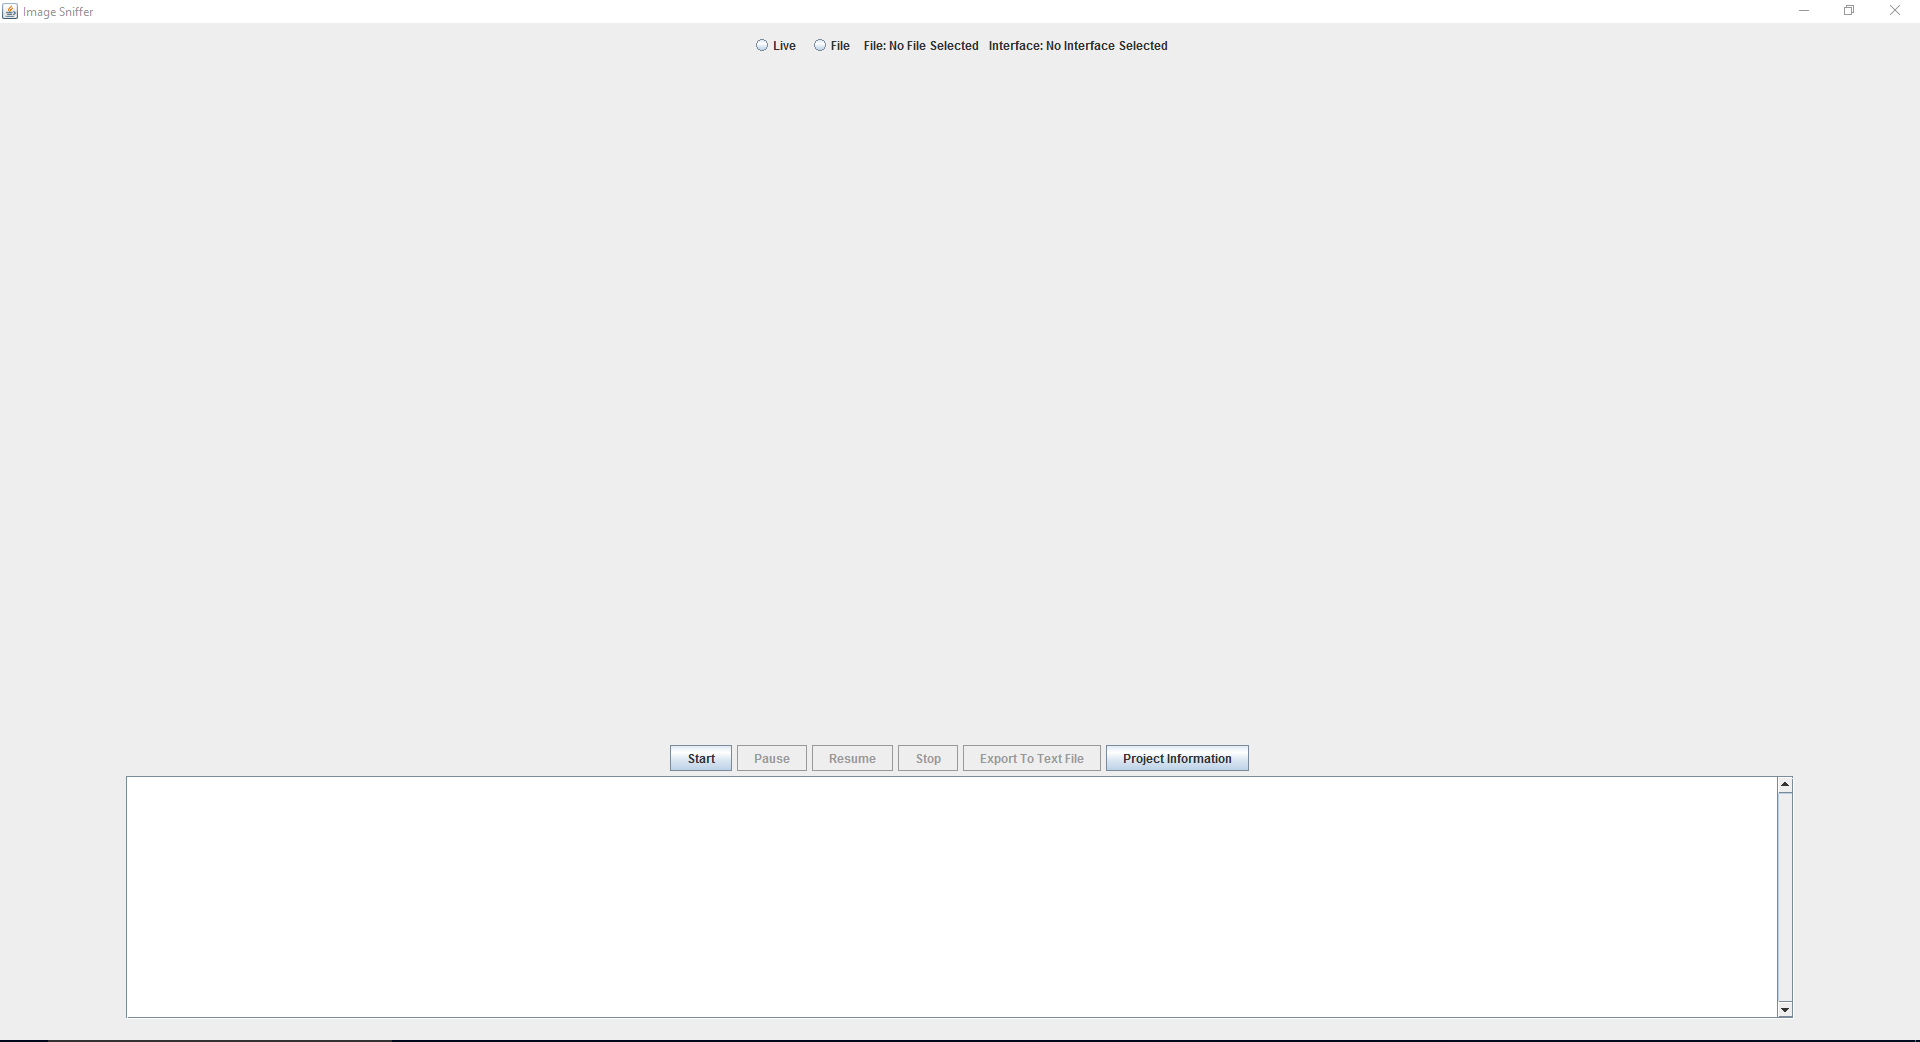 Image Sniffer
Live File File: No File Selected Interface: No Interface Selected
Start Pause Resume Stop Export To Text File Project Information